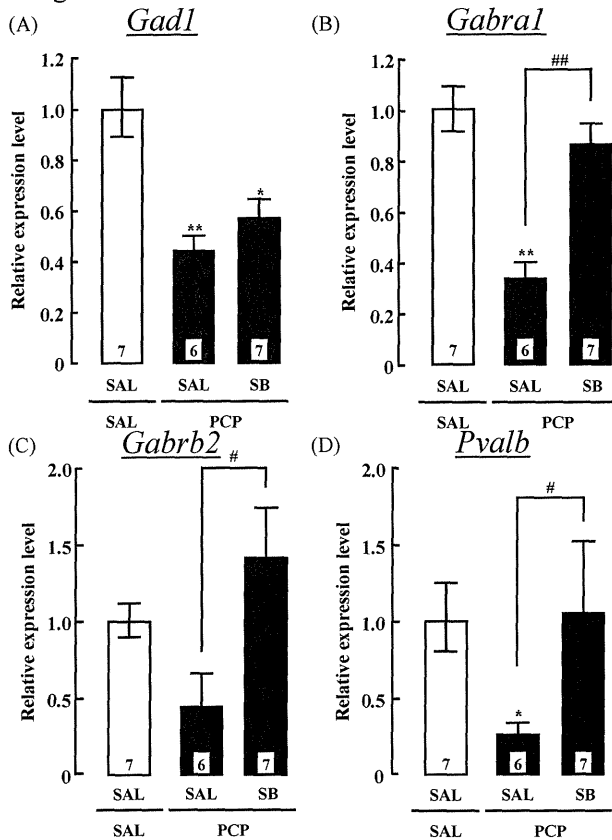 (A) Gad1
Relative expression level
1.2
1.0
0.8
0.6
0.4
0.2
0
**
*
7 6 7
SAL SAL SB
SAL PCP
(B) Gabra1
Relative expression level
1.2
1.0
0.8
0.6
0.4
0.2
0
##
**
7 6 7
SAL SAL SB
SAL PCP
(C) Gabrb2
Relative expression level
2.0
1.5
1.0
0.5
0
#
7 6 7
SAL SAL SB
SAL PCP
(D) Pvalb
Relative expression level
2.0
1.5
1.0
0.5
0
#
*
7 6 7
SAL SAL SB
SAL PCP